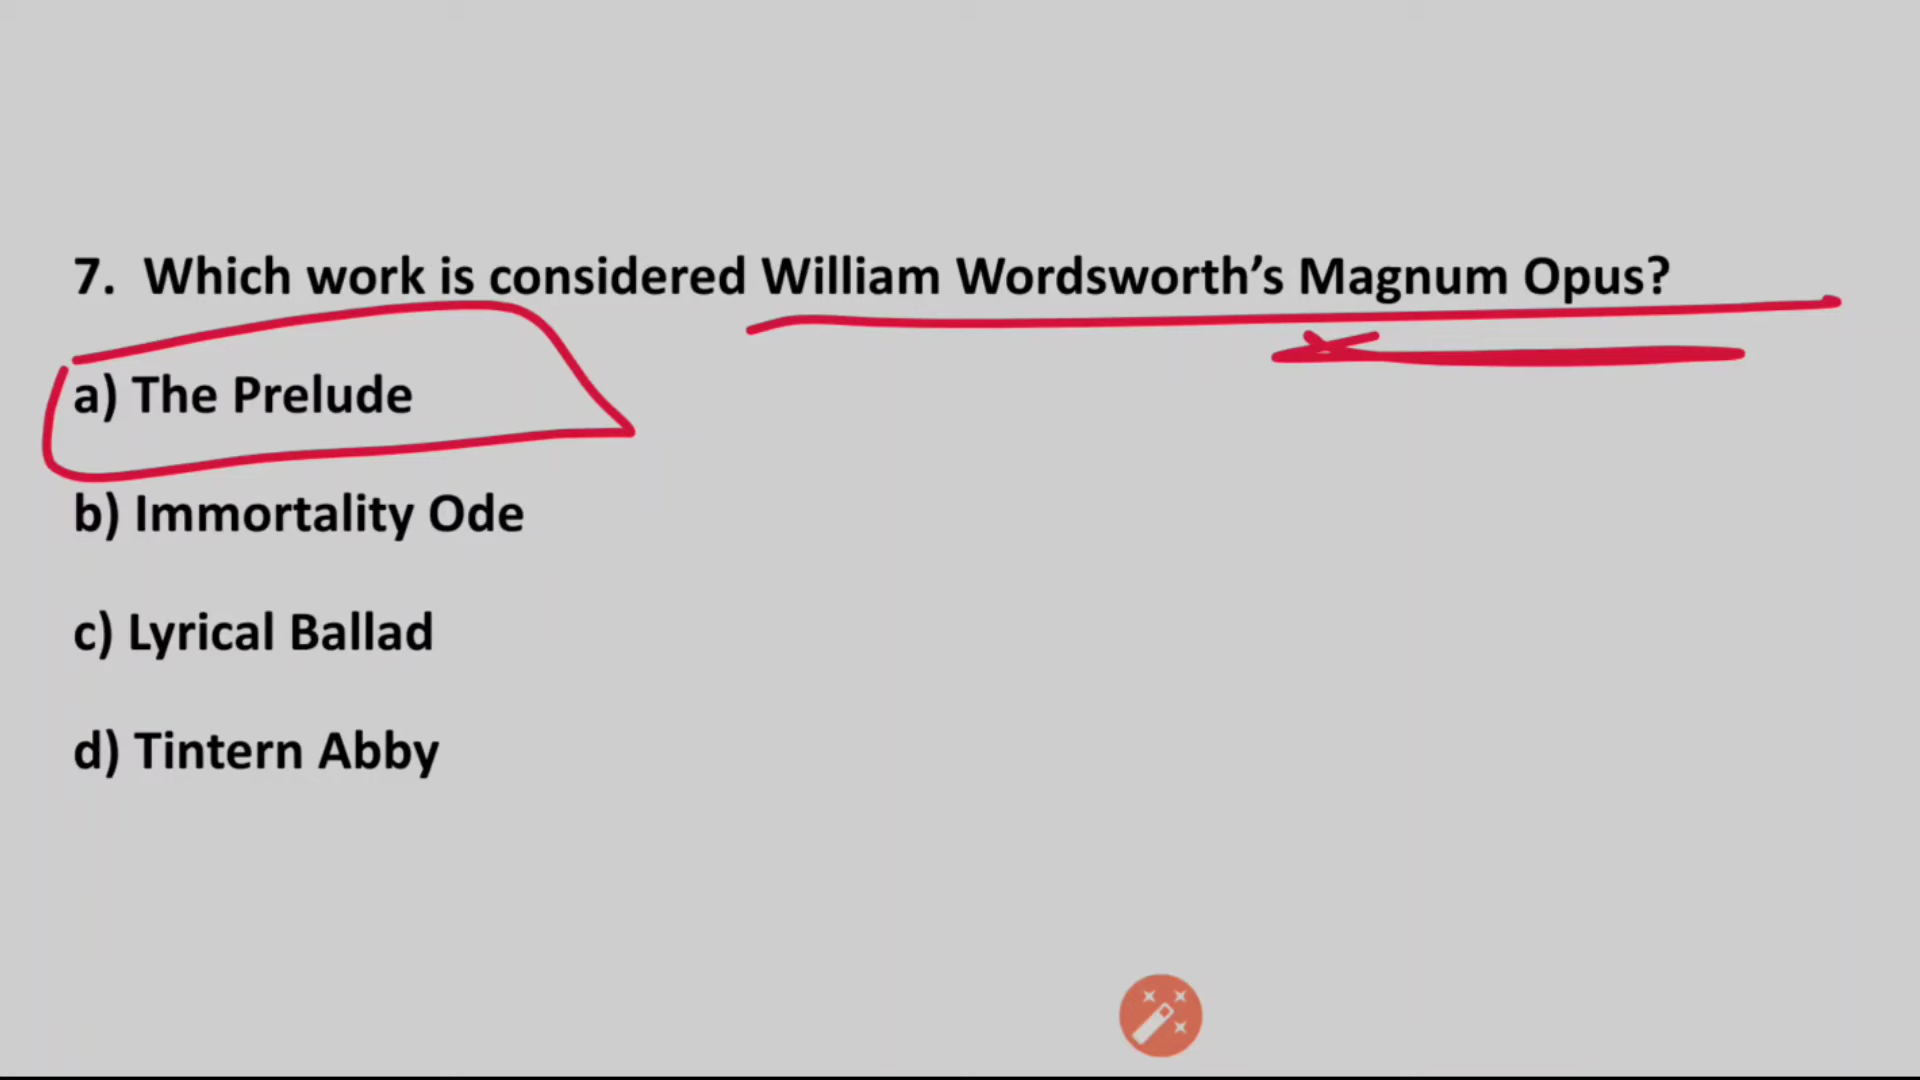 7. Which work is considered William Wordsworth’s Magnum Opus?
a) The Prelude
b) Immortality Ode
c) Lyrical Ballad
d) Tintern Abby